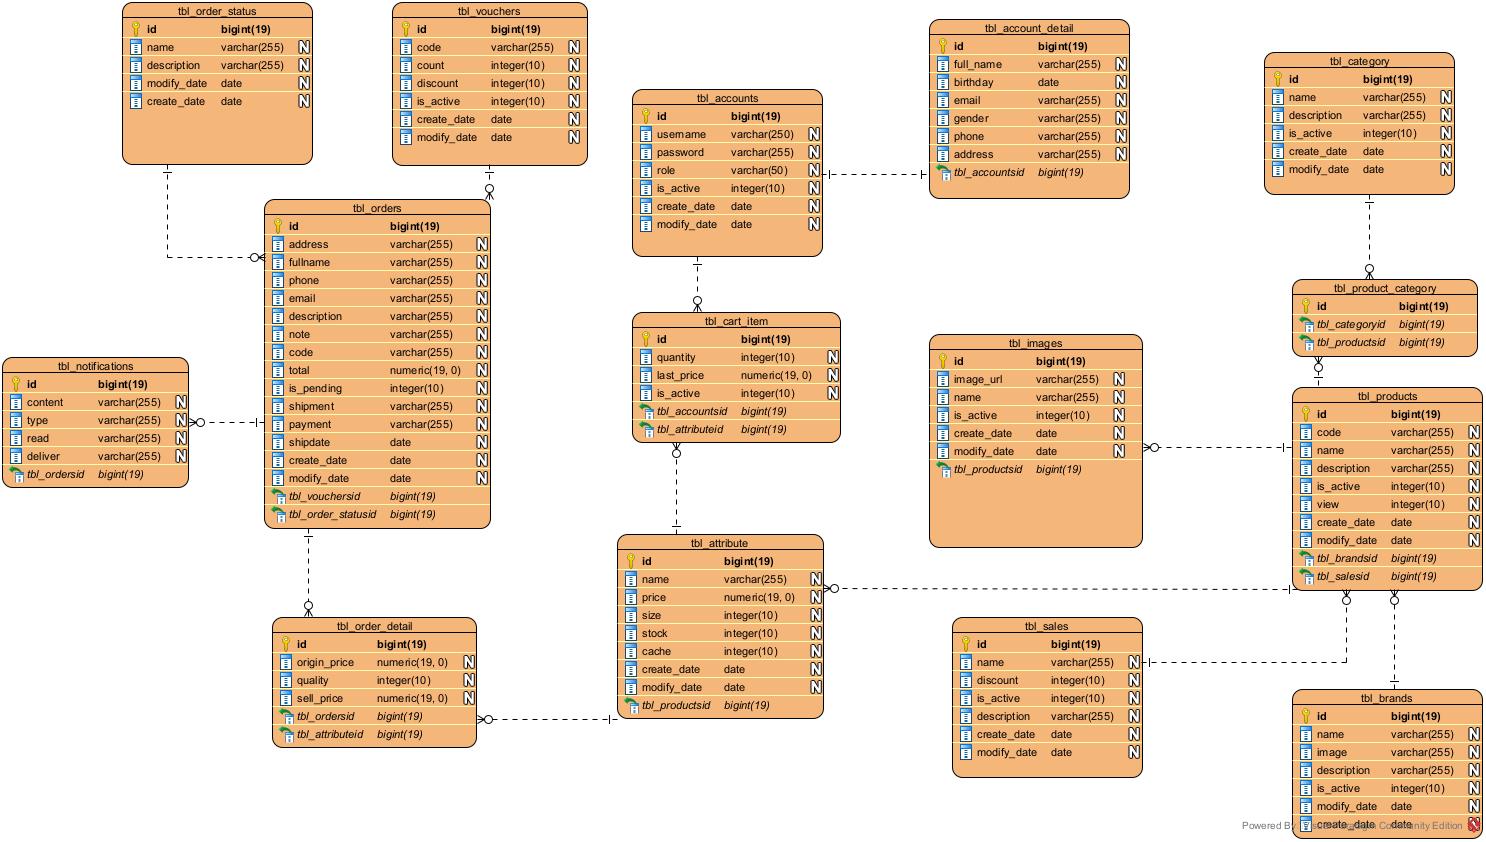 tbl_order_status
id bigint(19)
name varchar(255) N
description varchar(255) N
modify_date date N
create_date date N
tbl_vouchers
id bigint(19)
code varchar(255) N
count integer(10) N
discount integer(10) N
is_active integer(10) N
create_date date N
modify_date date N
tbl_accounts
id bigint(19)
username varchar(250) N
password varchar(255) N
role varchar(50) N
is_active integer(10) N
create_date date N
modify_date date N
tbl_account_detail
id bigint(19)
full_name varchar(255) N
birthday date N
email varchar(255) N
gender varchar(255) N
phone varchar(255) N
address varchar(255) N
tbl_accountsid bigint(19)
tbl_category
id bigint(19)
name varchar(255) N
description varchar(255) N
is_active integer(10) N
create_date date N
modify_date date N
tbl_orders
id bigint(19)
address varchar(255) N
fullname varchar(255) N
phone varchar(255) N
email varchar(255) N
description varchar(255) N
note varchar(255) N
code varchar(255) N
total numeric(19, 0) N
is_pending integer(10) N
shipment varchar(255) N
payment varchar(255) N
shipdate date N
create_date date N
modify_date date N
tbl_vouchersid bigint(19)
tbl_order_statusid bigint(19)
tbl_notifications
id bigint(19)
content varchar(255) N
type varchar(255) N
read varchar(255) N
deliver varchar(255) N
tbl_ordersid bigint(19)
tbl_cart_item
id bigint(19)
quantity integer(10) N
last_price numeric(19, 0) N
is_active integer(10) N
tbl_accountsid bigint(19)
tbl_attributeid bigint(19)
tbl_images
id bigint(19)
image_url varchar(255) N
name varchar(255) N
is_active integer(10) N
create_date date N
modify_date date N
tbl_productsid bigint(19)
tbl_product_category
id bigint(19)
tbl_categoryid bigint(19)
tbl_productsid bigint(19)
tbl_products
id bigint(19)
code varchar(255) N
name varchar(255) N
description varchar(255) N
is_active integer(10) N
view integer(10) N
create_date date N
modify_date date N
tbl_brandsid bigint(19)
tbl_salesid bigint(19)
tbl_attribute
id bigint(19)
name varchar(255) N
price numeric(19, 0) N
size integer(10) N
stock integer(10) N
cache integer(10) N
create_date date N
modify_date date N
tbl_productsid bigint(19)
tbl_order_detail
id bigint(19)
origin_price numeric(19, 0) N
quality integer(10) N
sell_price numeric(19, 0) N
tbl_ordersid bigint(19)
tbl_attributeid bigint(19)
tbl_sales
id bigint(19)
name varchar(255) N
discount integer(10) N
is_active integer(10) N
description varchar(255) N
create_date date N
modify_date date N
tbl_brands
id bigint(19)
name varchar(255) N
image varchar(255) N
description varchar(255) N
is_active integer(10) N
modify_date date N
create_date date N
Powered By Community Edition